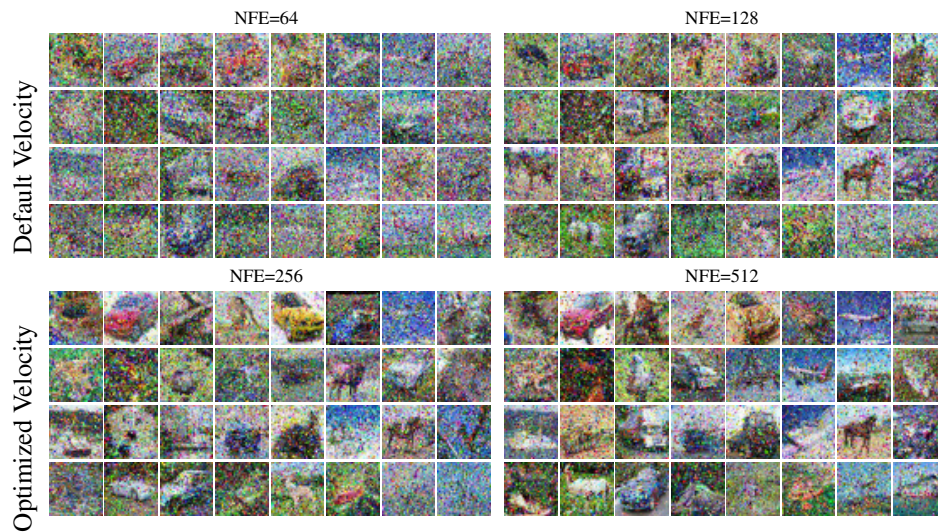 NFE=64
NFE=128
Default Velocity
NFE=256
NFE=512
Optimized Velocity